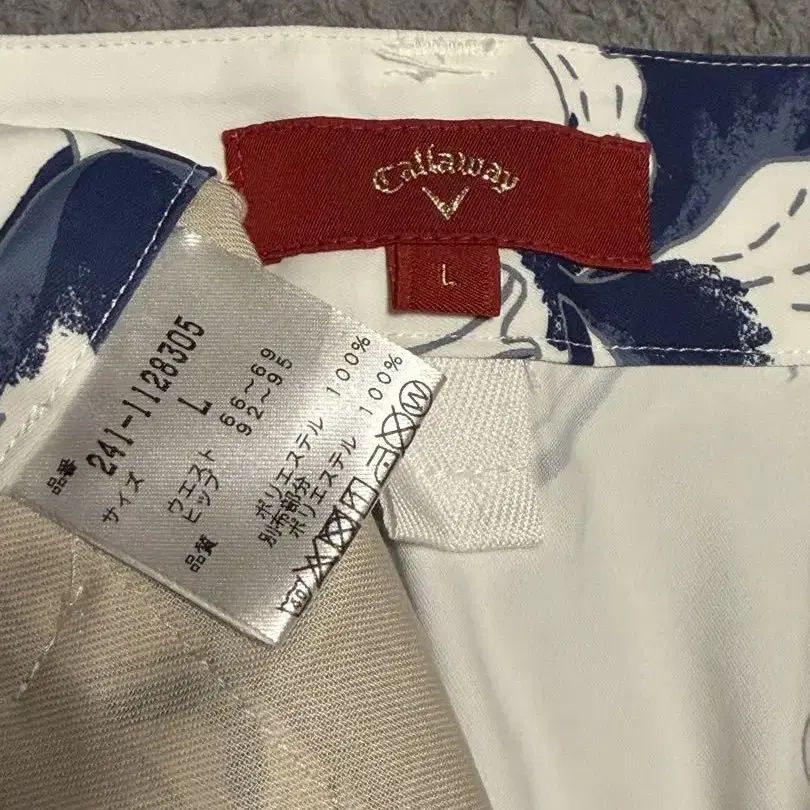 Callaway
L
品番
241-1128305
サイズ L
ウエスト 66~69
ヒップ 92~95
品質
ポリエステル 100%
別布部分
ポリエステル 100%
40
W